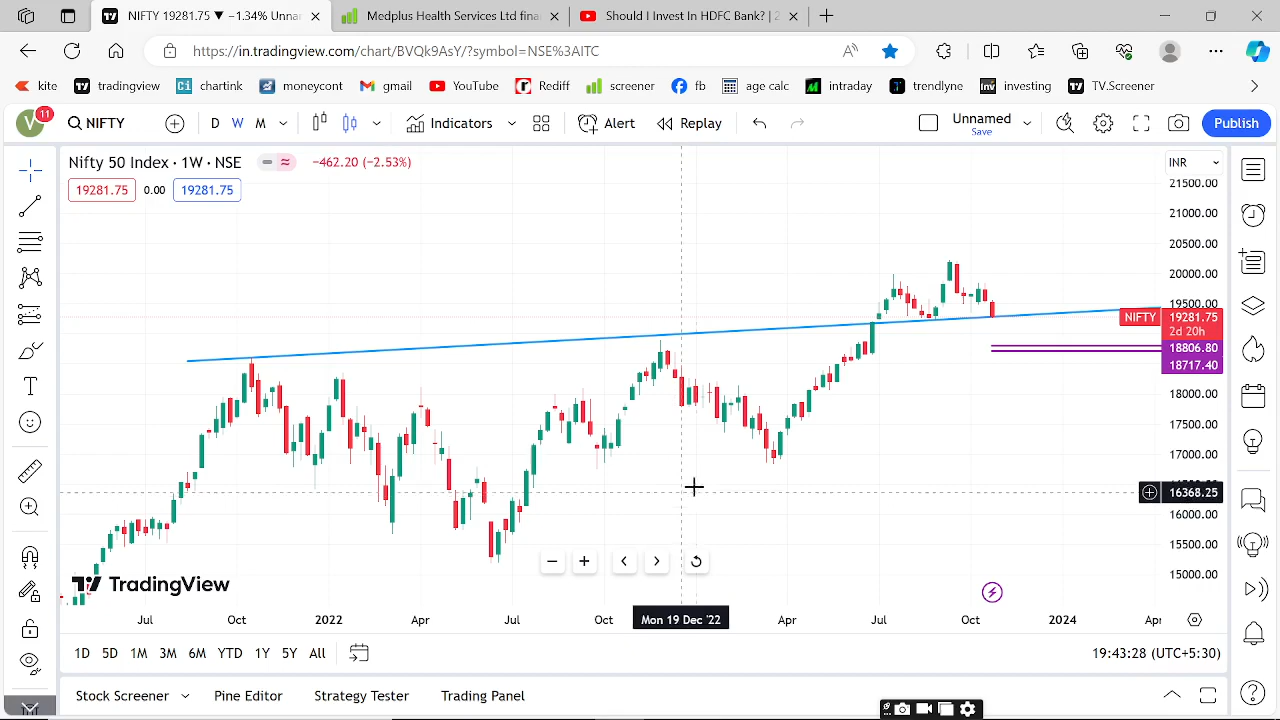 NIFTY 19281.75 ▼ −1.34% Unnar
Medplus Health Services Ltd finan
Should I Invest In HDFC Bank? | 2
https://in.tradingview.com/chart/BVQk9AsY/?symbol=NSE%3AITC
kite tradingview chartink moneycont gmail YouTube Rediff screener fb age calc intraday trendlyne investing TV Screener
V 11 NIFTY D W M Indicators Alert Replay Unnamed Save Publish
Nifty 50 Index · 1W · NSE −462.20 (−2.53%) INR
19281.75 0.00 19281.75
21500.00
21000.00
20500.00
20000.00
19500.00
NIFTY 19281.75
2d 20h
18806.80
18717.40
18000.00
17500.00
17000.00
16368.25
16000.00
15500.00
15000.00
TradingView
Jul Oct 2022 Apr Jul Oct Mon 19 Dec '22 Apr Jul Oct 2024 Apr
1D 5D 1M 3M 6M YTD 1Y 5Y All 19:43:28 (UTC+5:30)
Stock Screener Pine Editor Strategy Tester Trading Panel